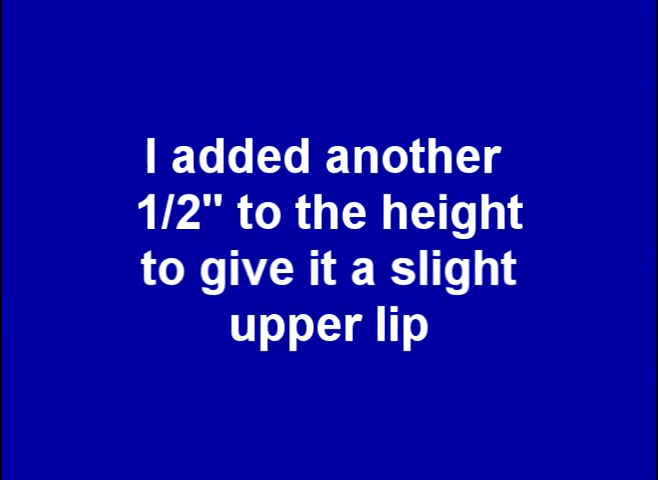 I added another
1/2" to the height
to give it a slight
upper lip